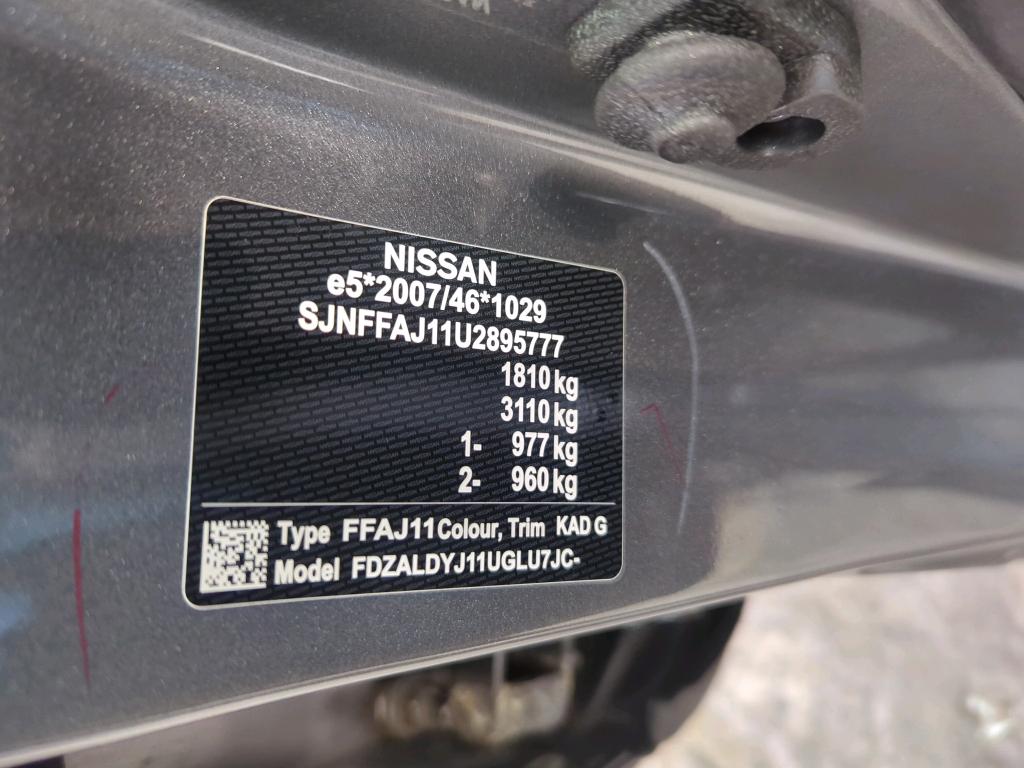 NISSAN
e5*2007/46*1029
SJNFFAJ11U2895777
1810 kg
3110 kg
1- 977 kg
2- 960 kg
Type FFAJ11 Colour, Trim KAD G
Model FDZALDYJ11UGLU7JC-